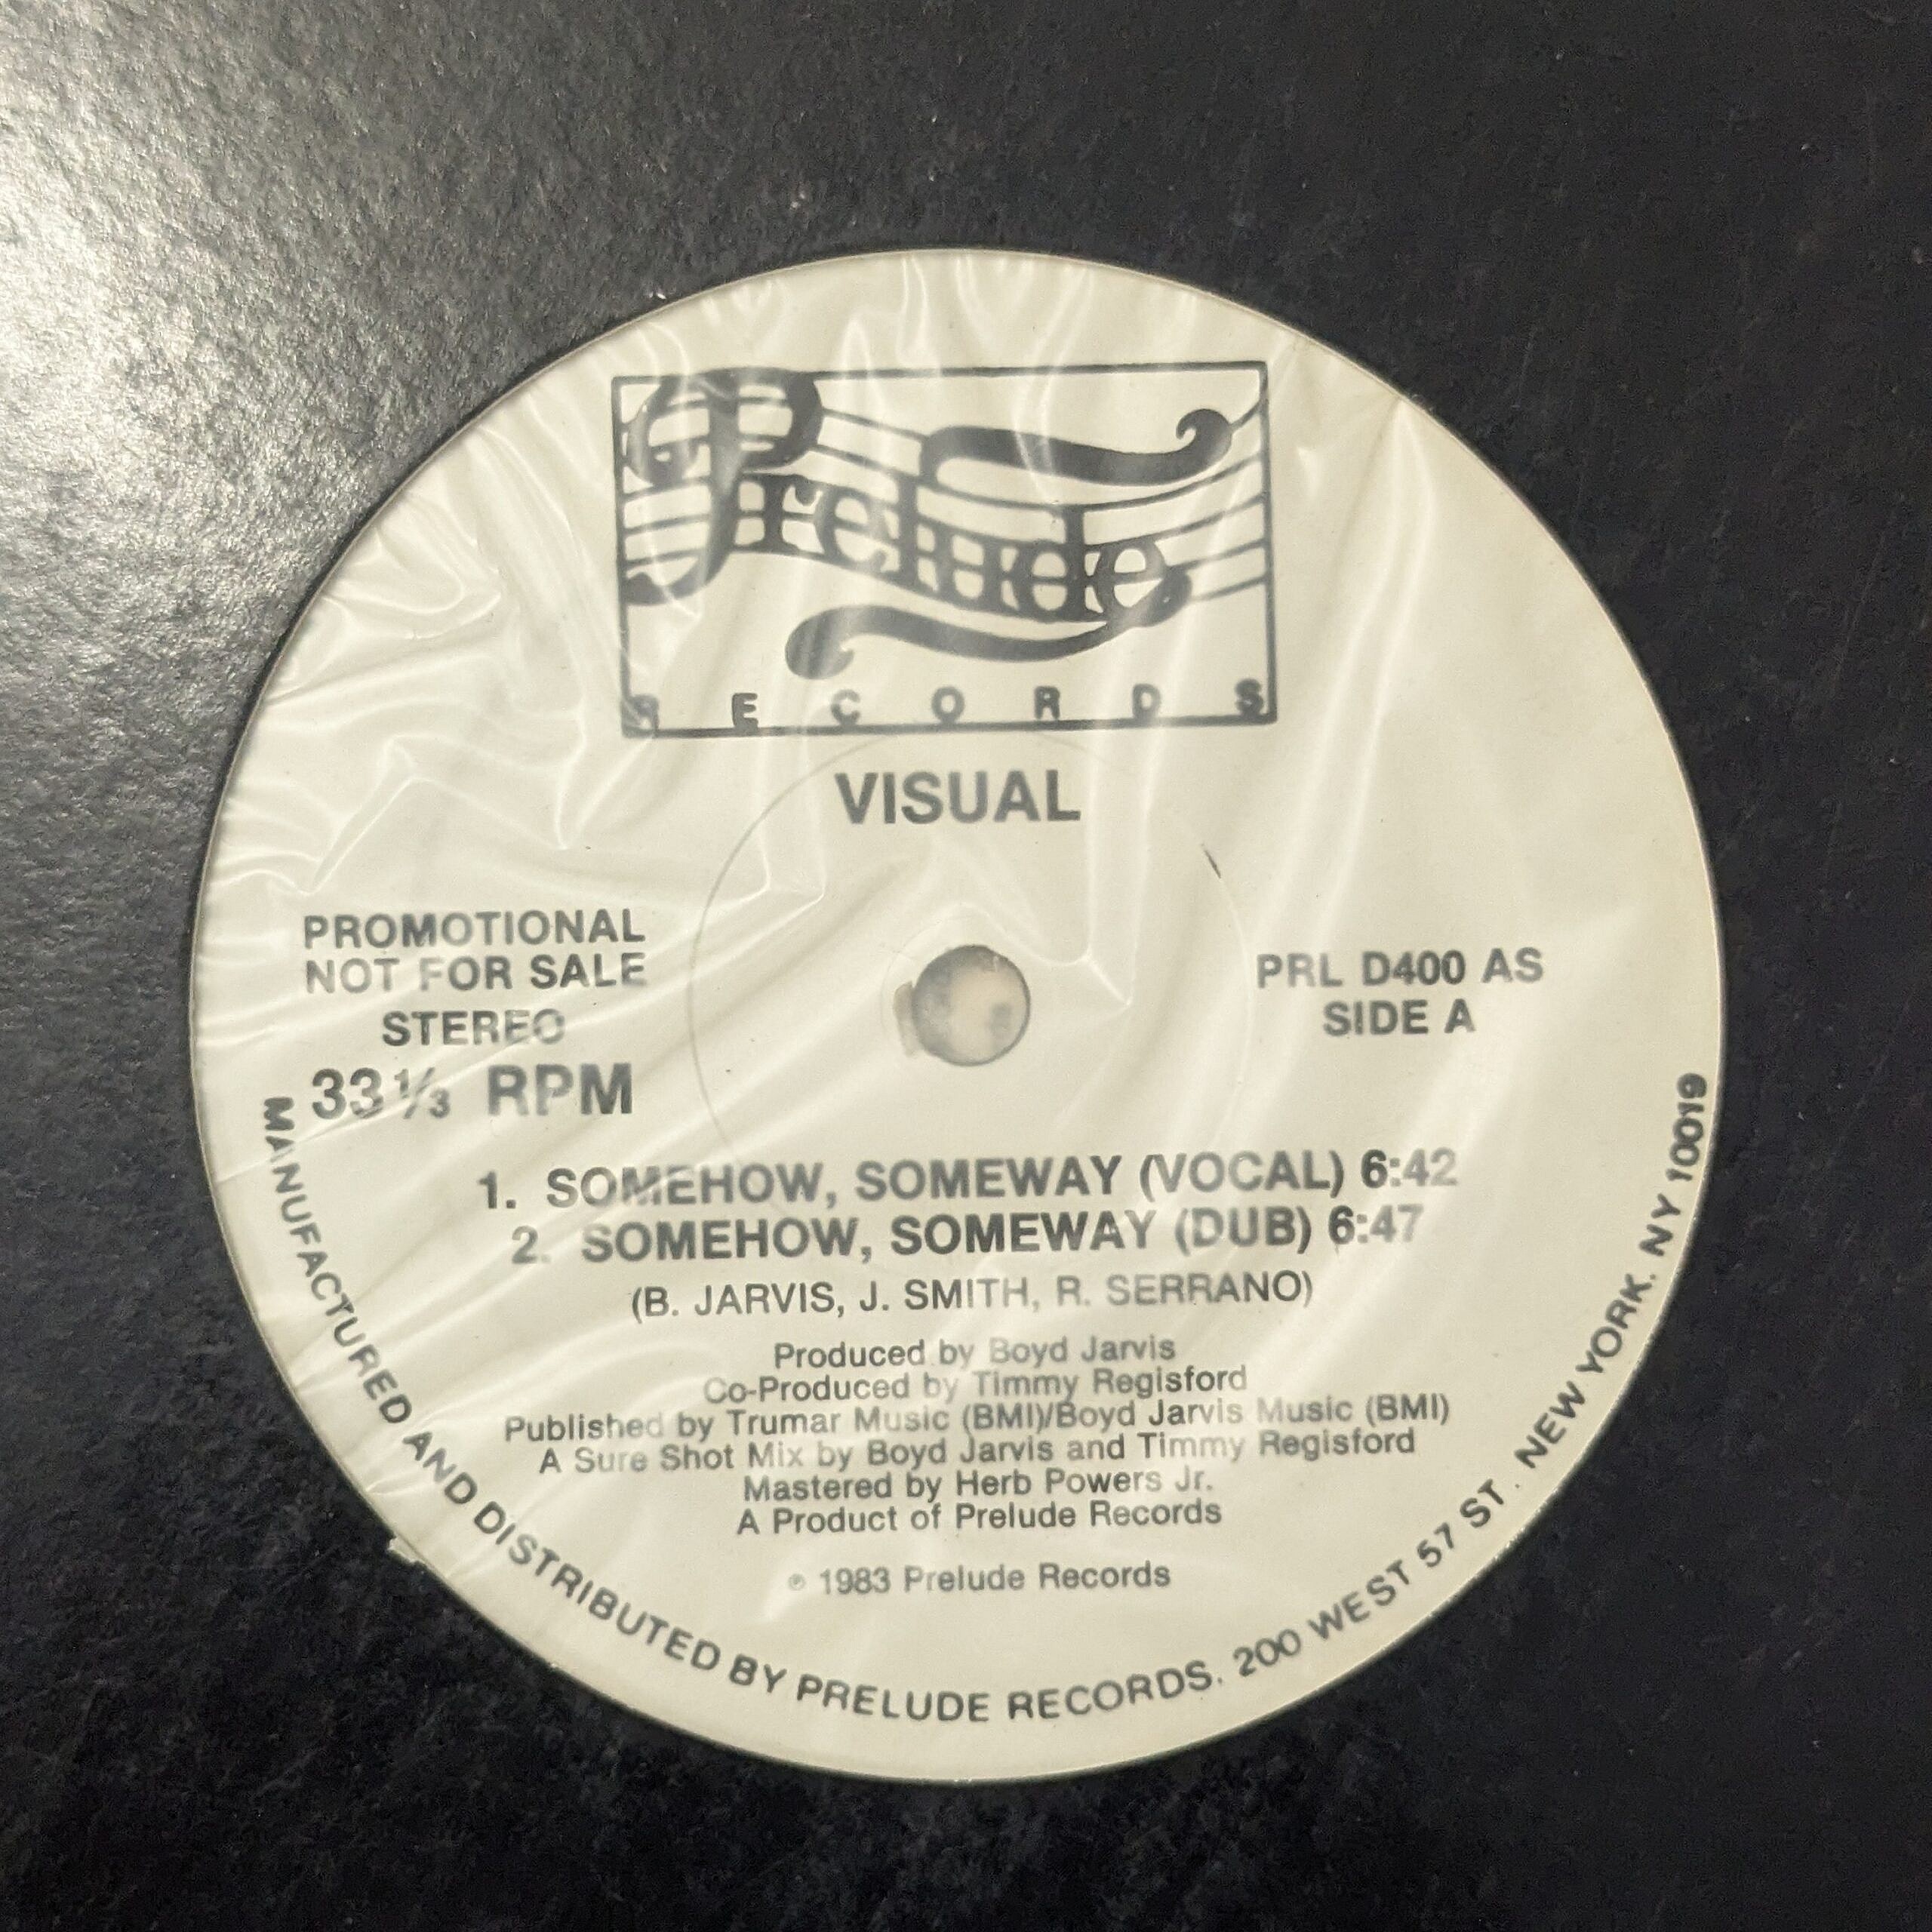 Prelude
RECORDS
VISUAL
PROMOTIONAL
NOT FOR SALE
STEREO
33 1/3 RPM
PRL D400 AS
SIDE A
1. SOMEHOW, SOMEWAY (VOCAL) 6:42
2. SOMEHOW, SOMEWAY (DUB) 6:47
(B. JARVIS, J. SMITH, R. SERRANO)
Produced by Boyd Jarvis
Co-Produced by Timmy Regisford
Published by Trumar Music (BMI)/Boyd Jarvis Music (BMI)
A Sure Shot Mix by Boyd Jarvis and Timmy Regisford
Mastered by Herb Powers Jr.
A Product of Prelude Records
℗ 1983 Prelude Records
MANUFACTURED AND DISTRIBUTED BY PRELUDE RECORDS. 200 WEST 57 ST. NEW YORK. NY 10019